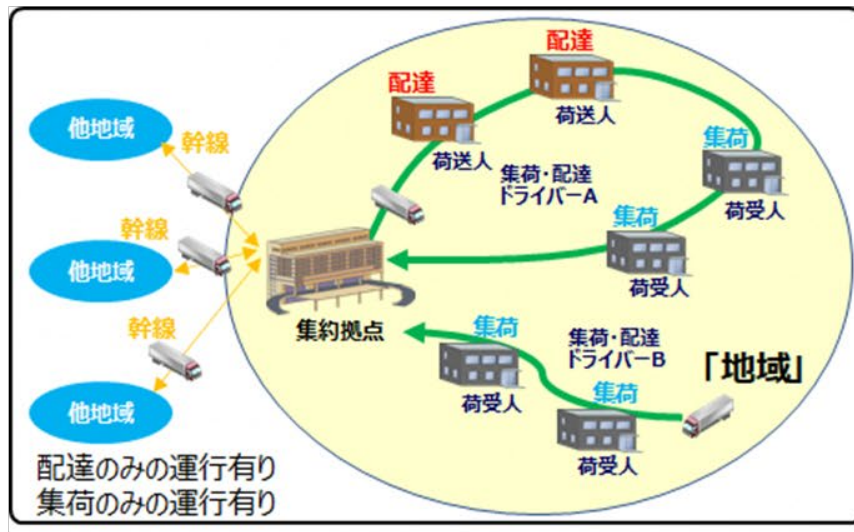 配達
配達
他地域
幹線
荷送人
荷送人
集荷
集荷・配達
ドライバーA
荷受人
集荷
幹線
他地域
荷受人
集約拠点
幹線
集荷
集荷・配達
ドライバーB
「地域」
荷受人
集荷
他地域
荷受人
配達のみの運行有り
集荷のみの運行有り